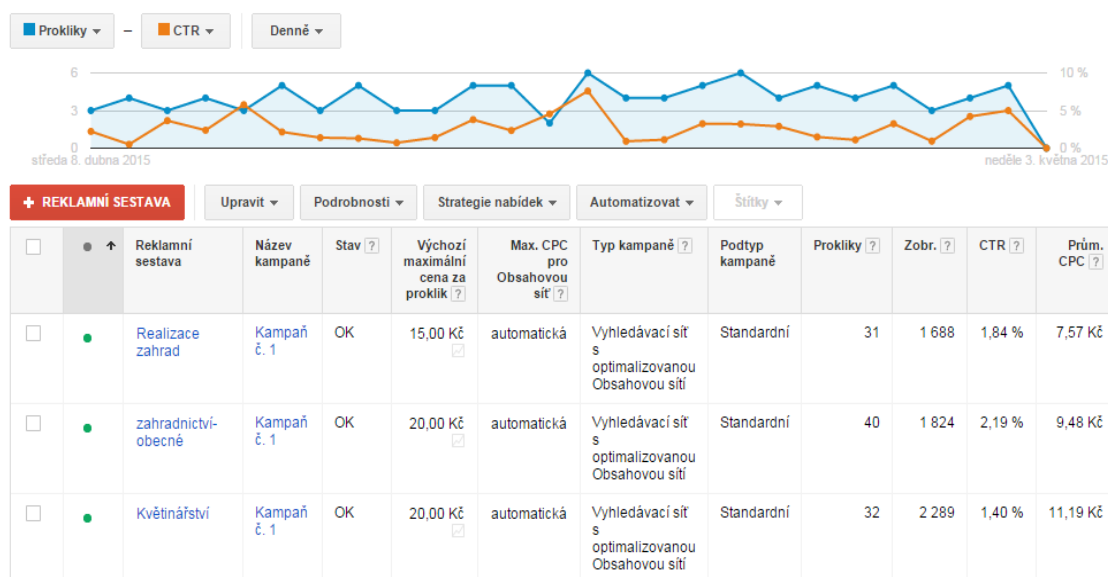 Prokliky – CTR Denně
6 10 %
3 5 %
0 0 %
středa 8. dubna 2015 neděle 3. května 2015
+ REKLAMNÍ SESTAVA Upravit Podrobnosti Strategie nabídek Automatizovat Štítky
Reklamní sestava
Název kampaně
Stav ?
Výchozí maximální cena za proklik ?
Max. CPC pro Obsahovou síť ?
Typ kampaně ?
Podtyp kampaně
Prokliky ?
Zobr. ?
CTR ?
Prům. CPC ?
Realizace zahrad
Kampaň č. 1
OK
15,00 Kč
automatická
Vyhledávací síť
s
optimalizovanou
Obsahovou sítí
Standardní
31
1 688
1,84 %
7,57 Kč
zahradnictví-
obecné
Kampaň č. 1
OK
20,00 Kč
automatická
Vyhledávací síť
s
optimalizovanou
Obsahovou sítí
Standardní
40
1 824
2,19 %
9,48 Kč
Květinářství
Kampaň č. 1
OK
20,00 Kč
automatická
Vyhledávací síť
s
optimalizovanou
Obsahovou sítí
Standardní
32
2 289
1,40 %
11,19 Kč